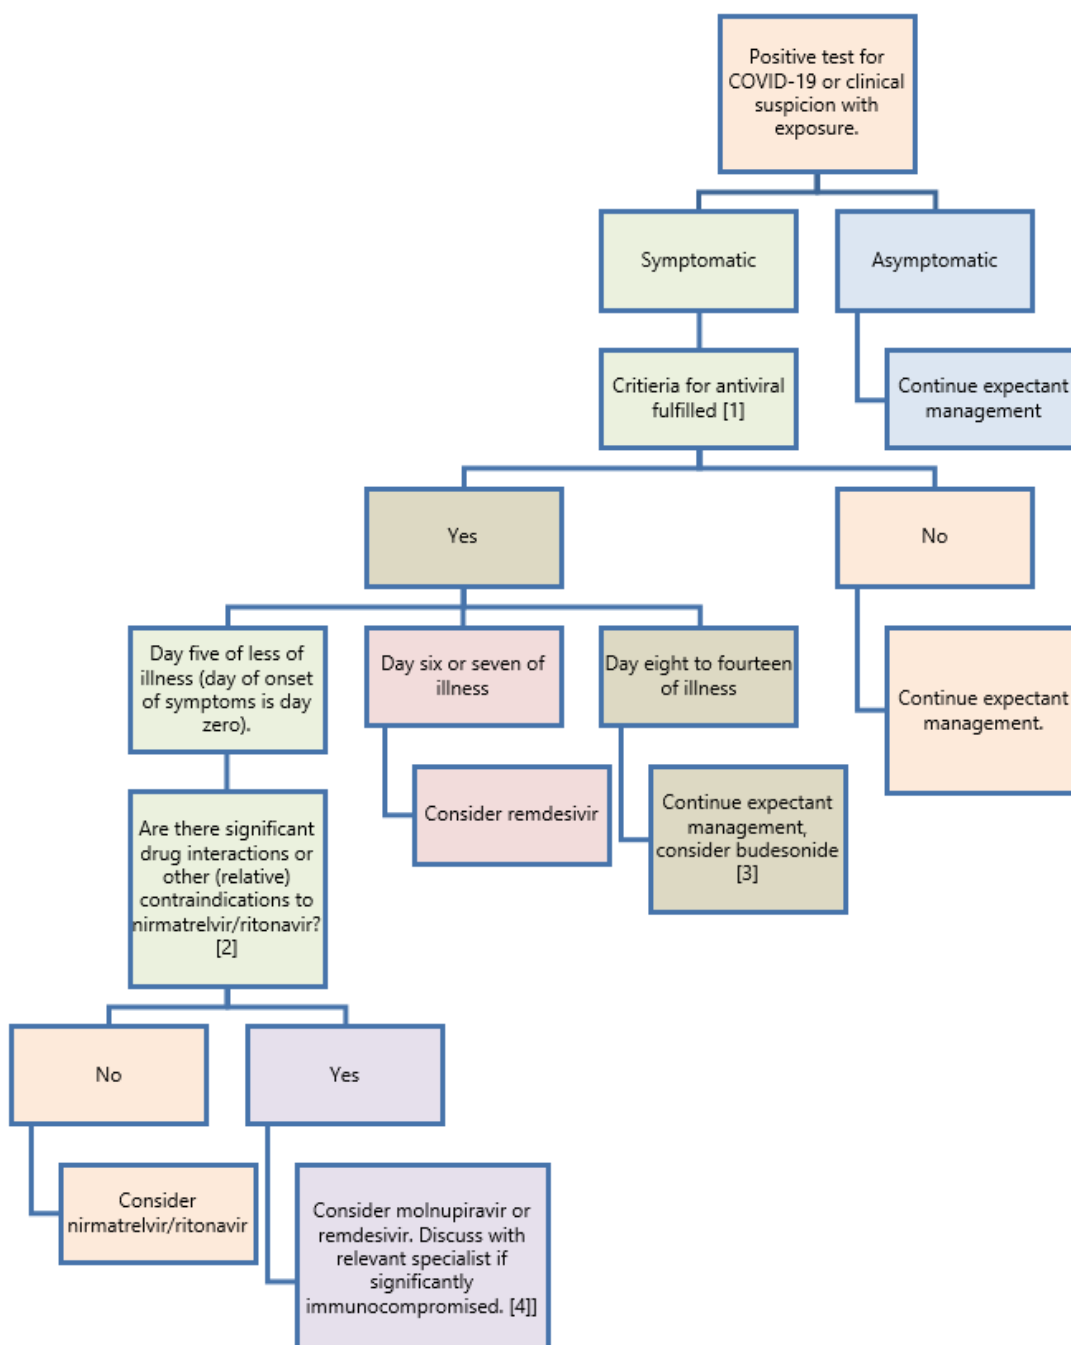 Positive test for
COVID-19 or clinical
suspicion with
exposure.
Symptomatic
Asymptomatic
Critieria for antiviral
fulfilled [1]
Continue expectant
management
Yes
No
Day five of less of
illness (day of onset
of symptoms is day
zero).
Day six or seven of
illness
Day eight to fourteen
of illness
Continue expectant
management.
Are there significant
drug interactions or
other (relative)
contraindications to
nirmatrelvir/ritonavir?
[2]
Consider remdesivir
Continue expectant
management,
consider budesonide
[3]
No
Yes
Consider
nirmatrelvir/ritonavir
Consider molnupiravir or
remdesivir. Discuss with
relevant specialist if
significantly
immunocompromised. [4]]